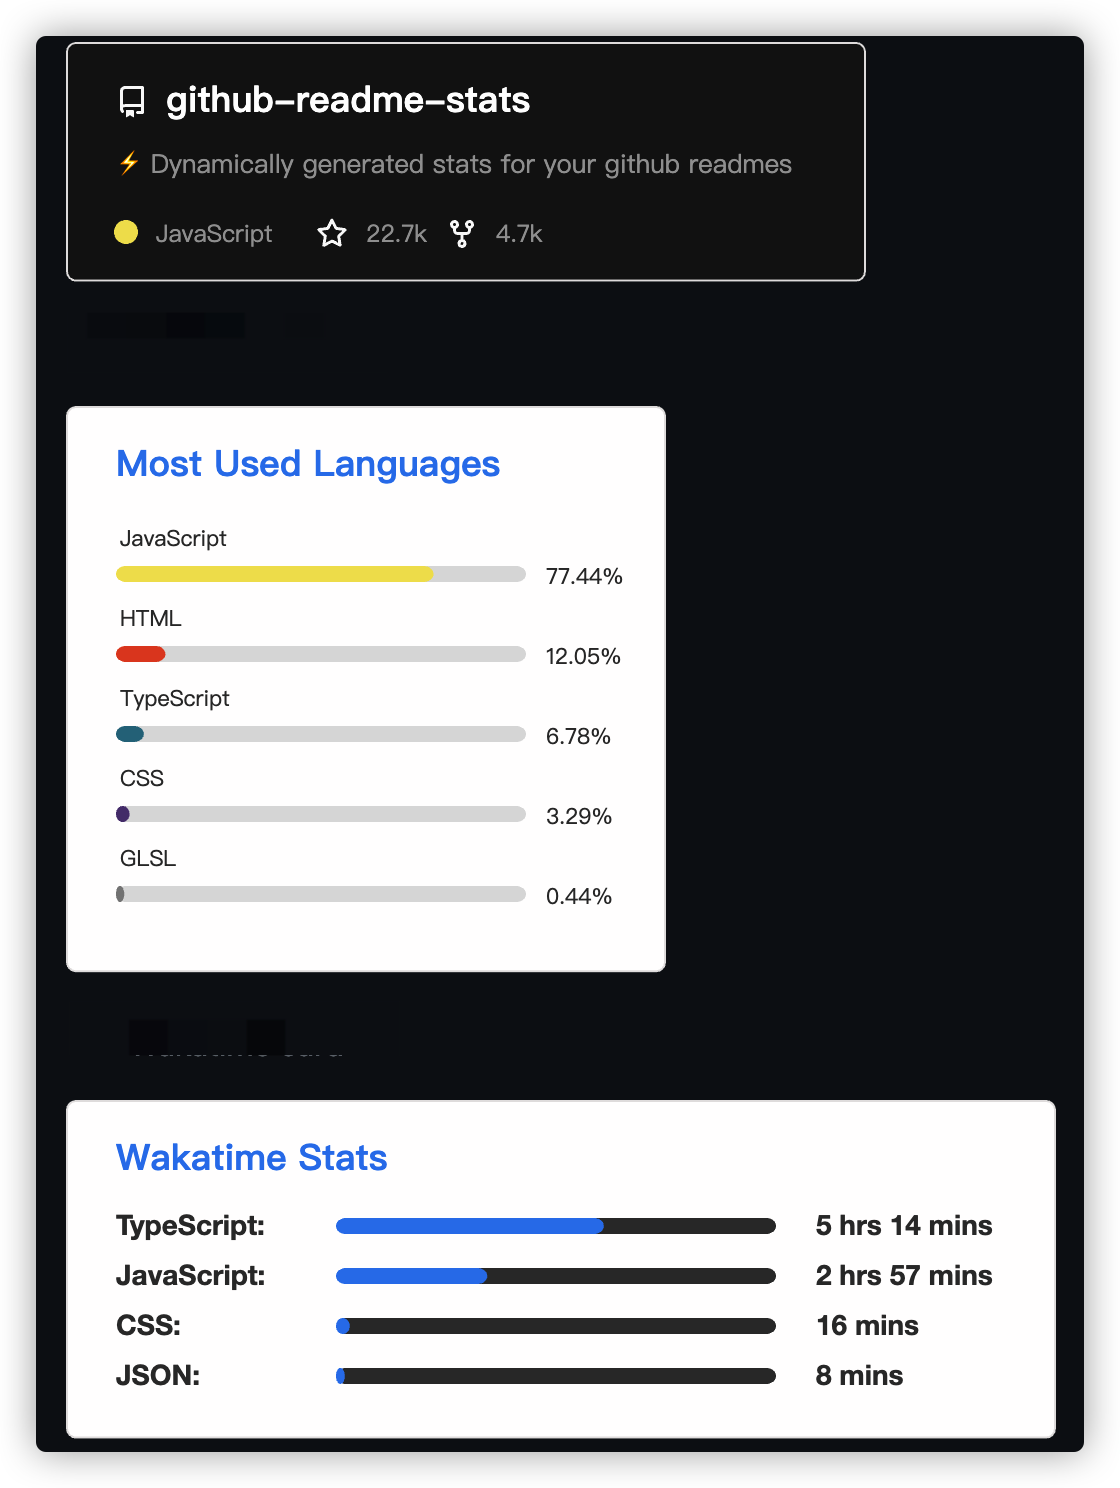 github-readme-stats
⚡ Dynamically generated stats for your github readmes
JavaScript 22.7k 4.7k
Most Used Languages
JavaScript
77.44%
HTML
12.05%
TypeScript
6.78%
CSS
3.29%
GLSL
0.44%
Wakatime Stats
TypeScript: 5 hrs 14 mins
JavaScript: 2 hrs 57 mins
CSS: 16 mins
JSON: 8 mins